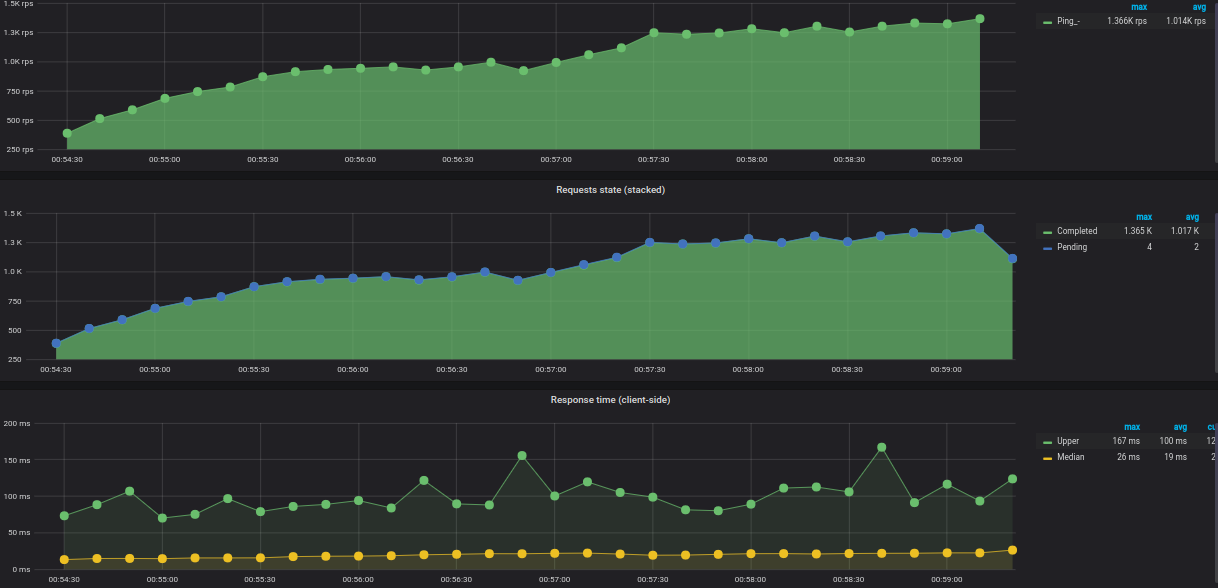 1.5K rps
1.3K rps
1.0K rps
750 rps
500 rps
250 rps
00:54:30 00:55:00 00:55:30 00:56:00 00:56:30 00:57:00 00:57:30 00:58:00 00:58:30 00:59:00
max avg
Ping_- 1.366K rps 1.014K rps
Requests state (stacked)
1.5 K
1.3 K
1.0 K
750
500
250
00:54:30 00:55:00 00:55:30 00:56:00 00:56:30 00:57:00 00:57:30 00:58:00 00:58:30 00:59:00
max avg
Completed 1.365 K 1.017 K
Pending 4 2
Response time (client-side)
200 ms
150 ms
100 ms
50 ms
0 ms
00:54:30 00:55:00 00:55:30 00:56:00 00:56:30 00:57:00 00:57:30 00:58:00 00:58:30 00:59:00
max avg
Upper 167 ms 100 ms 12
Median 26 ms 19 ms 2